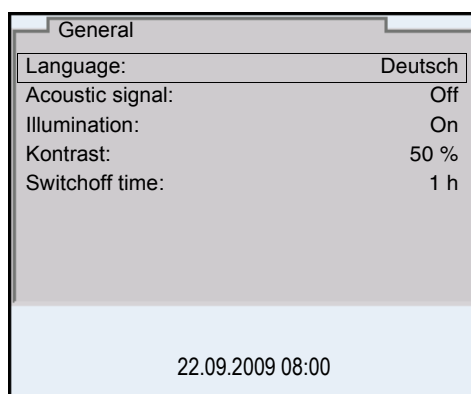 General
Language: Deutsch
Acoustic signal: Off
Illumination: On
Kontrast: 50 %
Switchoff time: 1 h
22.09.2009 08:00